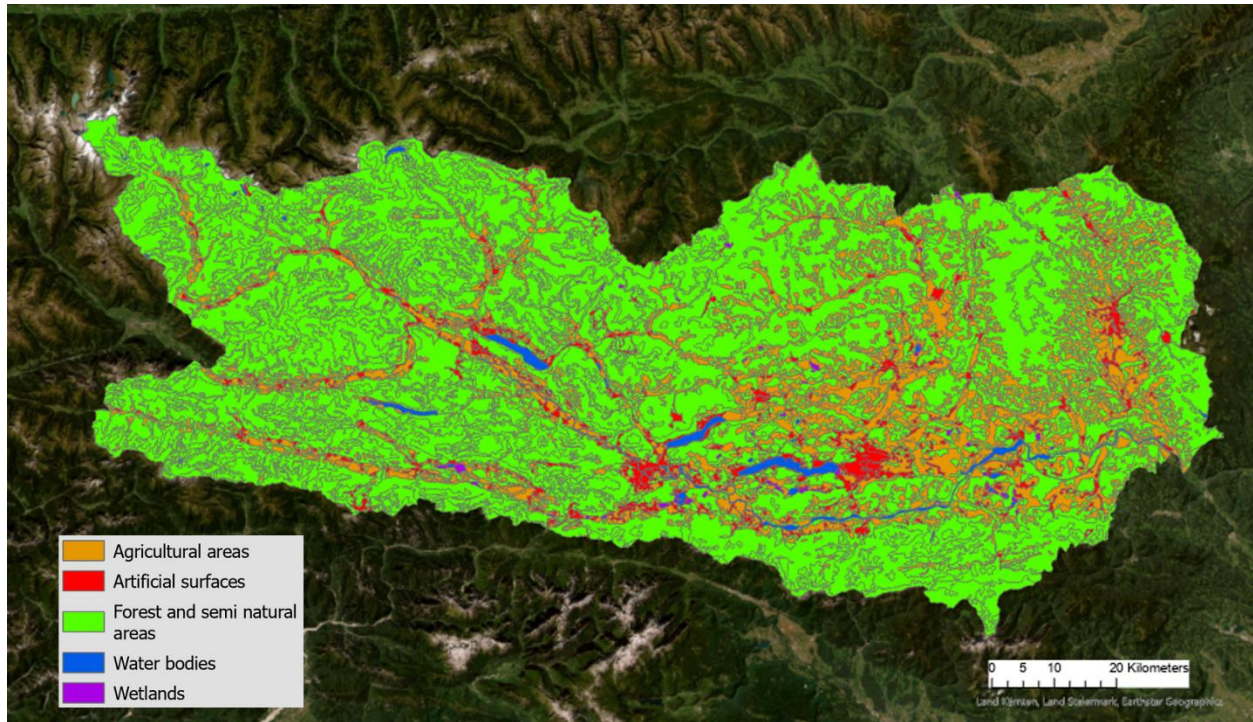 Agricultural areas
Artificial surfaces
Forest and semi natural
areas
Water bodies
Wetlands
0 5 10 20 Kilometers
Land Kärnten, Land Steiermark, Earthstar Geographics